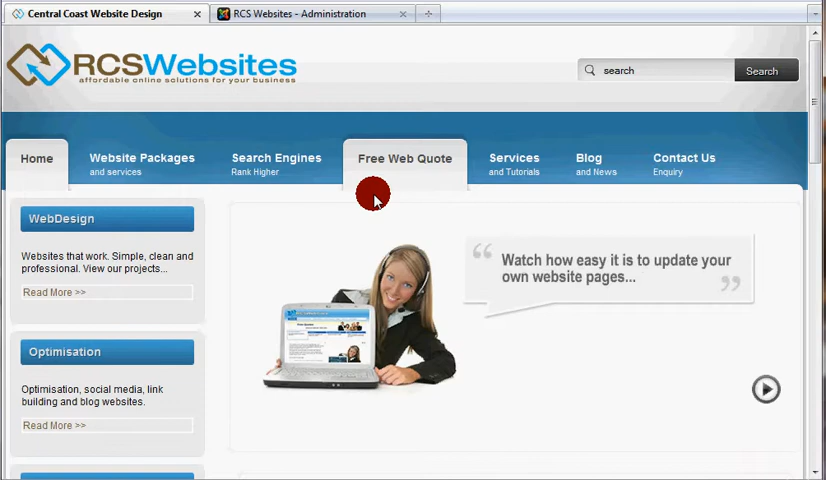 Central Coast Website Design
RCS Websites - Administration
RCSWebsites
affordable online solutions for your business
search
Search
Home
Website Packages
and services
Search Engines
Rank Higher
Free Web Quote
Services
and Tutorials
Blog
and News
Contact Us
Enquiry
WebDesign
Websites that work. Simple, clean and
professional. View our projects...
Read More >>
Optimisation
Optimisation, social media, link
building and blog websites.
Read More >>
“ Watch how easy it is to update your
own website pages... ”